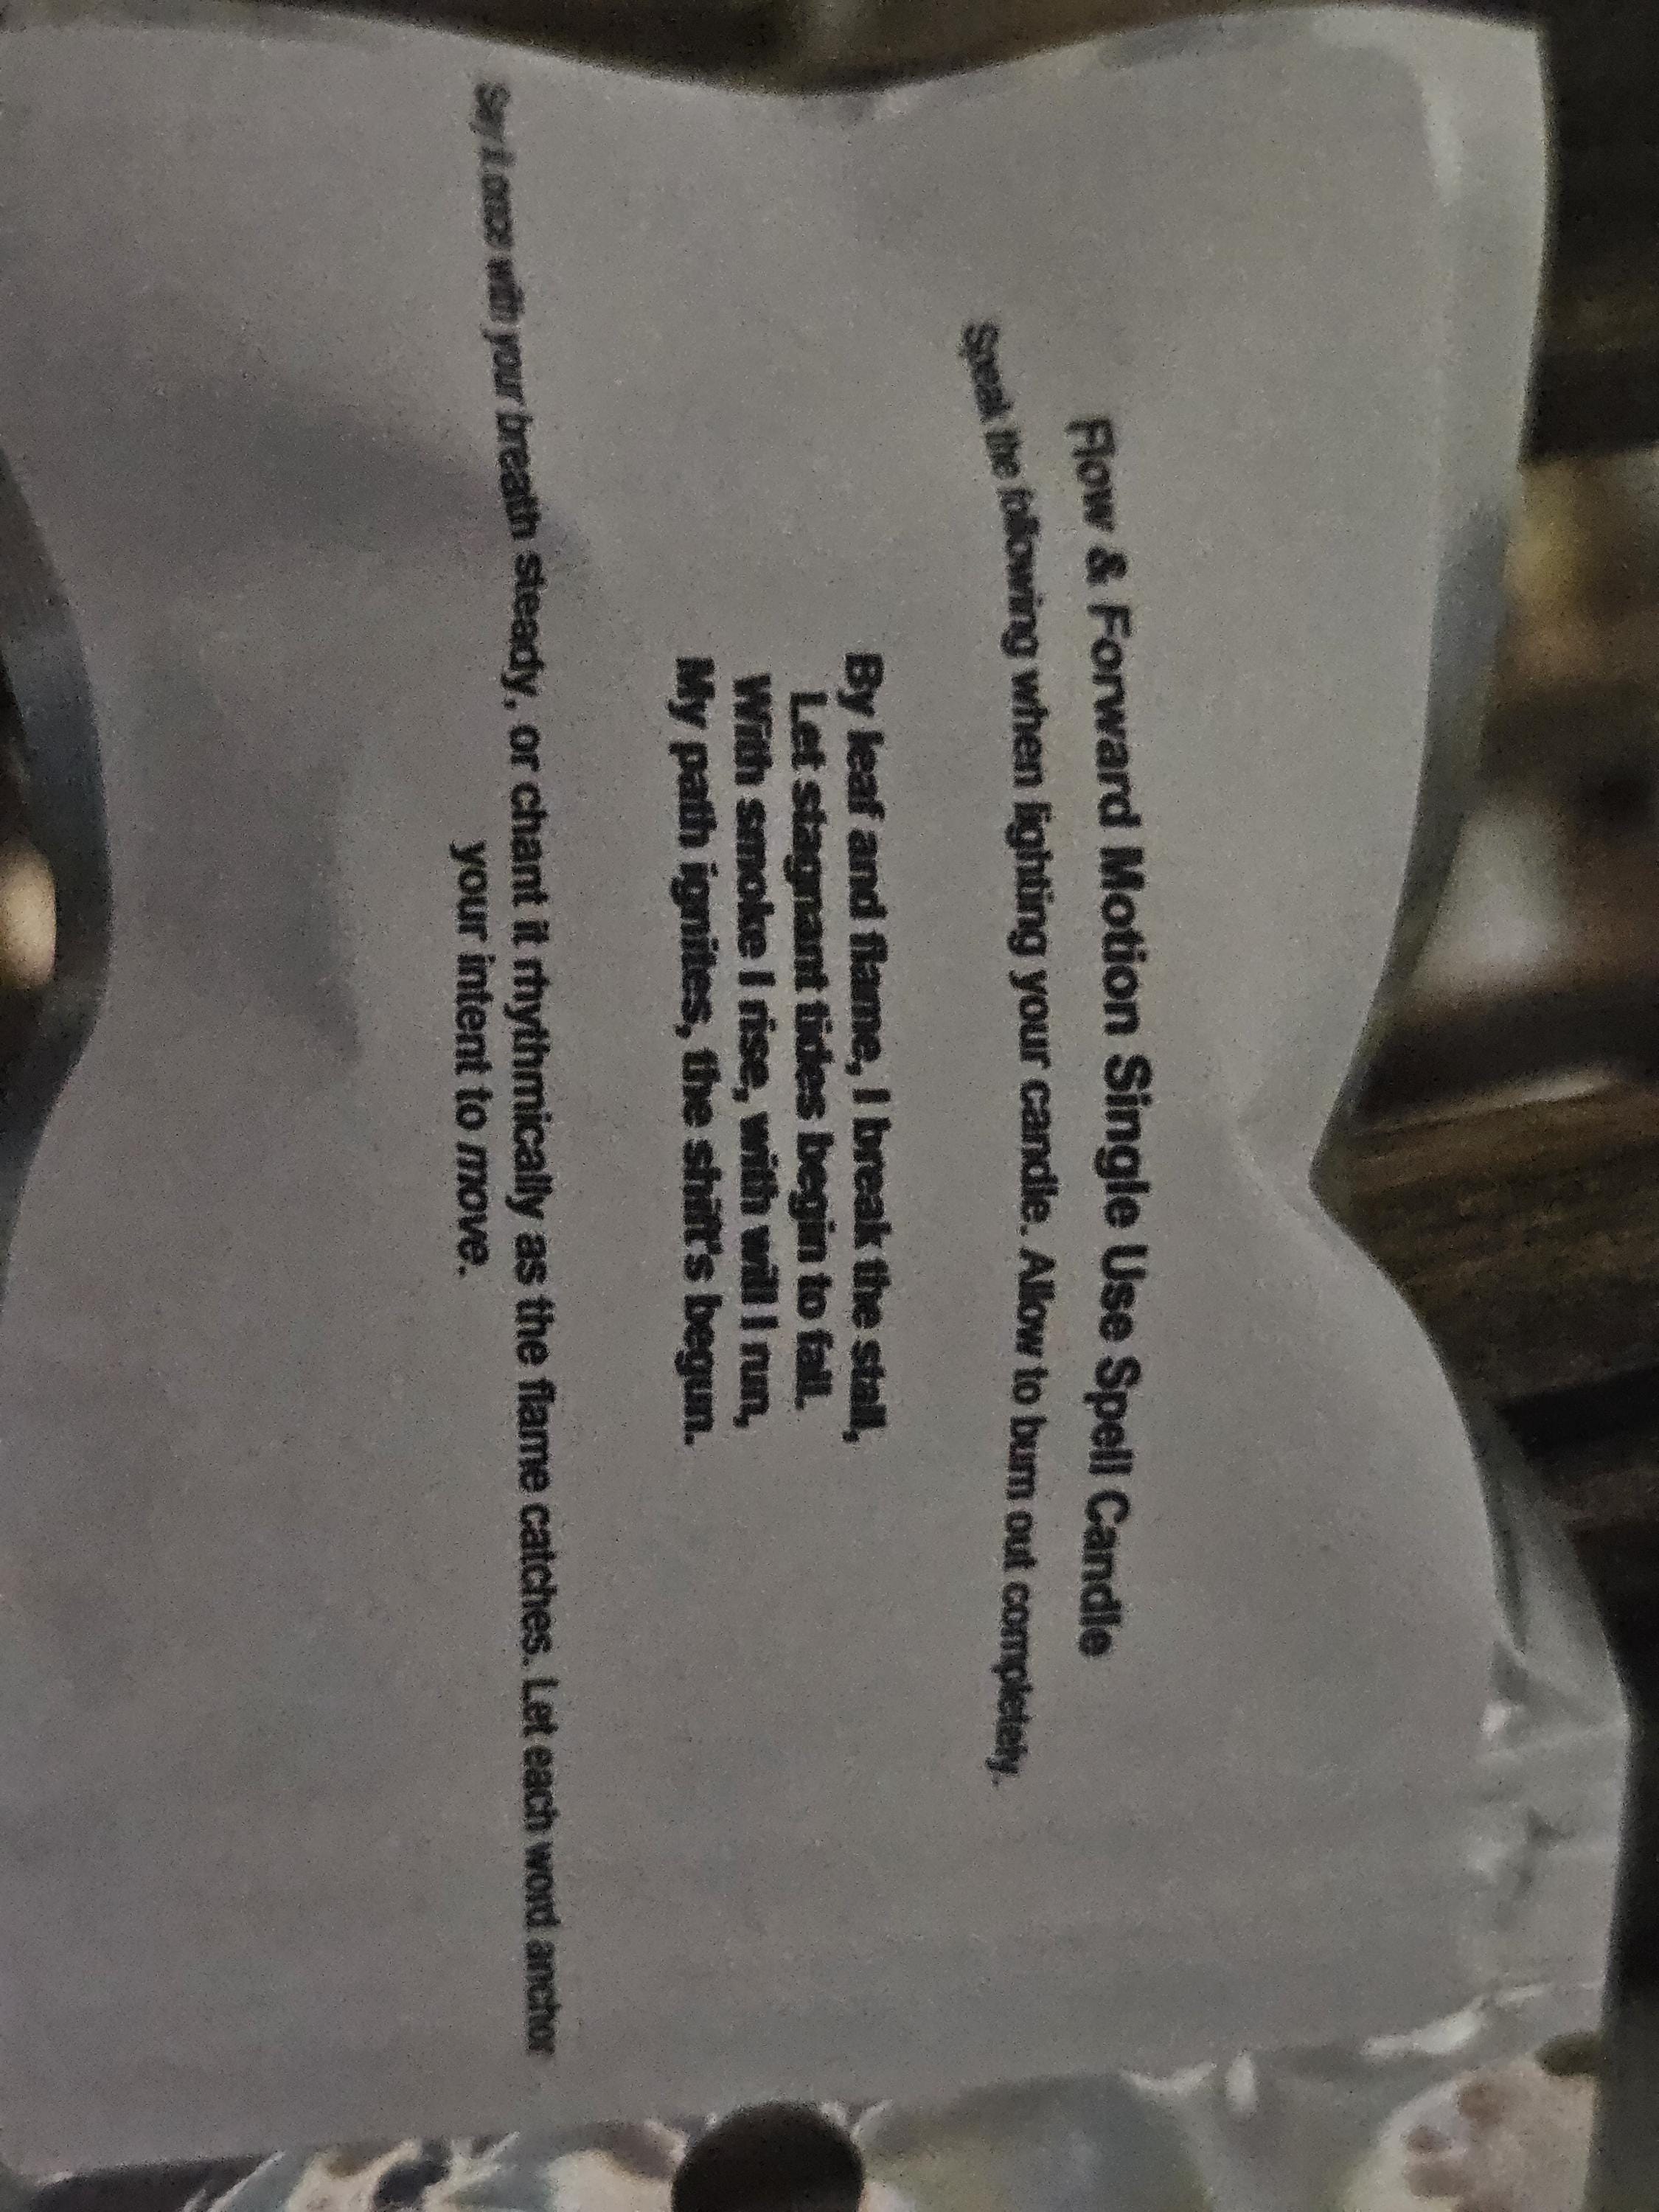 Flow & Forward Motion Single Use Spell Candle
Speak the following when lighting your candle. Allow to burn out completely.
By leaf and flame, I break the stall,
Let stagnant tides begin to fall.
With smoke I rise, with will I run,
My path ignites, the shift's begun.
Say it once with your breath steady, or chant it rhythmically as the flame catches. Let each word anchor
your intent to move.